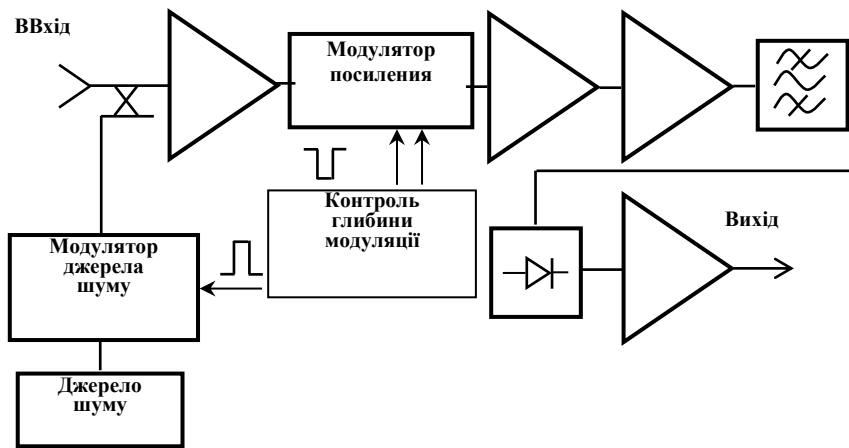 ВВхід
Модулятор
посилення
Контроль
глибини
модуляції
Вихід
Модулятор
джерела
шуму
Джерело
шуму